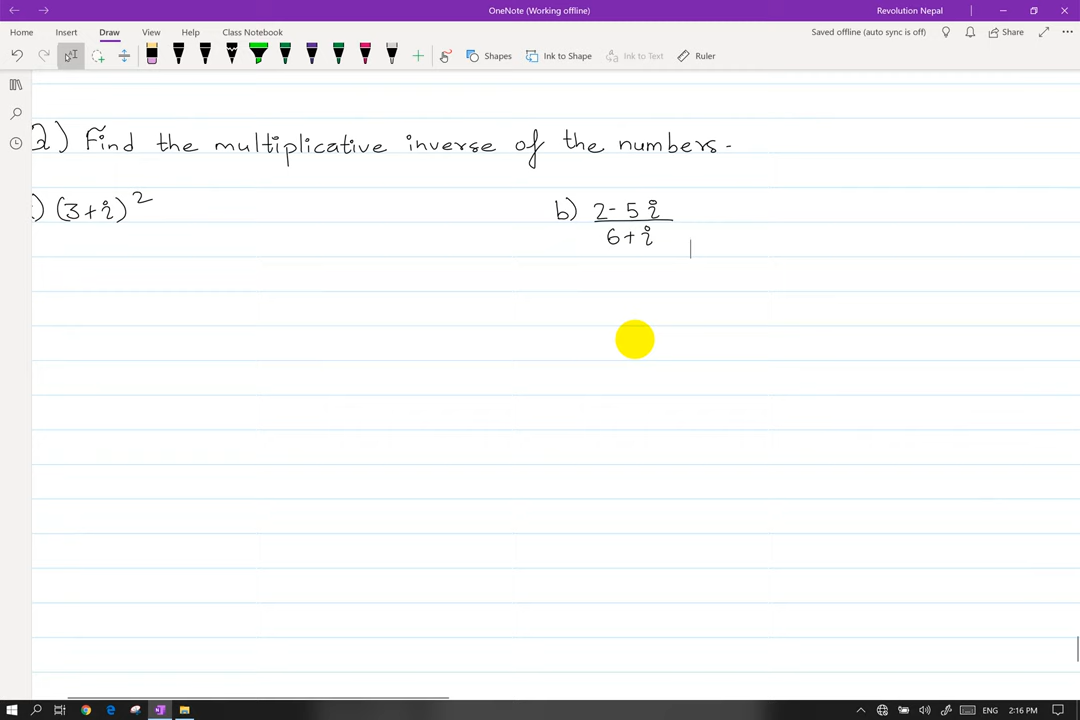 OneNote (Working offline)
Revolution Nepal
Home Insert Draw View Help Class Notebook
Saved offline (auto sync is off)
Share
Shapes Ink to Shape Ink to Text Ruler
2) Find the multiplicative inverse of the numbers.
) (3+i)² b) 2-5i
6+i
ENG 2:16 PM